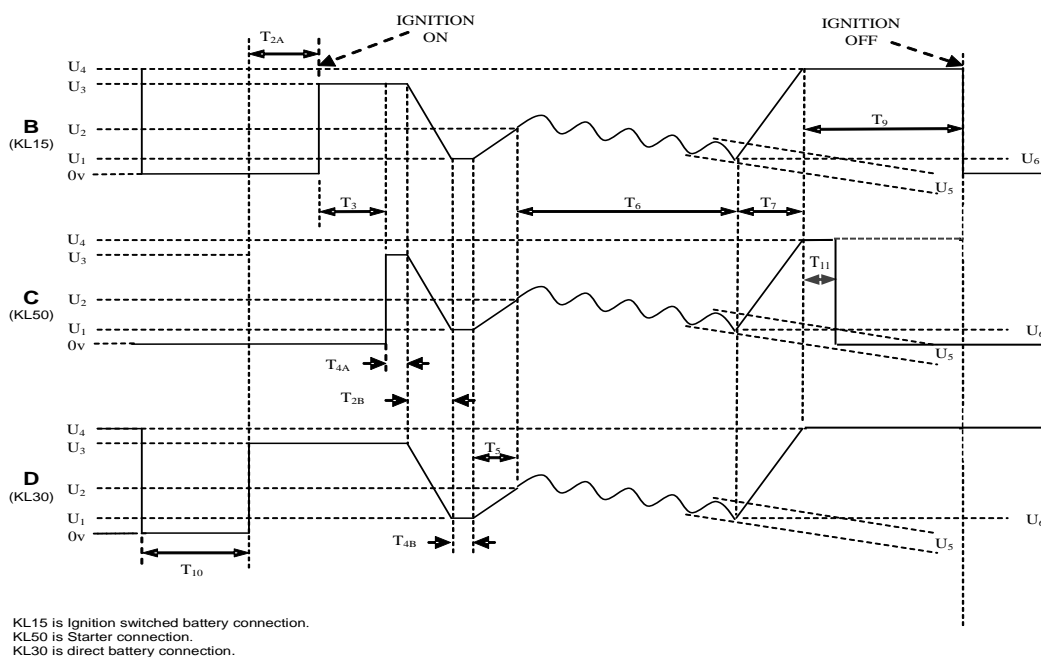 IGNITION
ON
IGNITION
OFF
T2A
U4
U3
B
(KL15)
U2
U1
0v
T9
U6
U5
T3
T6
T7
U4
U3
C
(KL50)
U2
U1
0v
T11
U6
U5
T4A
T2B
U4
U3
D
(KL30)
U2
U1
0v
T5
U6
U5
T4B
T10
KL15 is Ignition switched battery connection.
KL50 is Starter connection.
KL30 is direct battery connection.